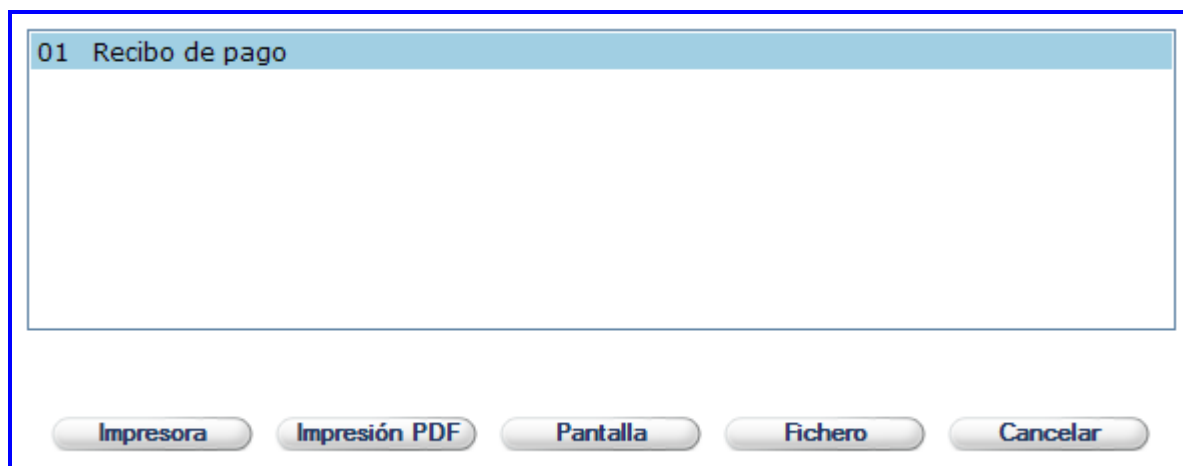 01 Recibo de pago
Impresora Impresión PDF Pantalla Fichero Cancelar